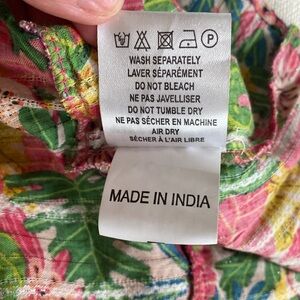 P
WASH SEPARATELY
LAVER SÉPARÉMENT
DO NOT BLEACH
NE PAS JAVELLISER
DO NOT TUMBLE DRY
NE PAS SÉCHER EN MACHINE
AIR DRY
SÉCHER À L'AIR LIBRE
MADE IN INDIA